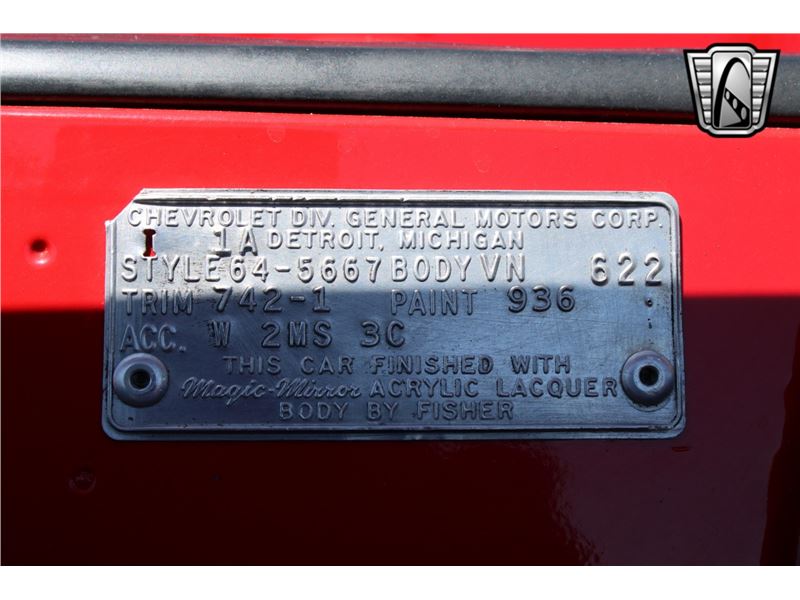 CHEVROLET DIV. GENERAL MOTORS CORP.
1A DETROIT, MICHIGAN
STYLE 64-5667 BODY VN 622
TRIM 742-1 PAINT 936
ACC. W 2MS 3C
THIS CAR FINISHED WITH
Magic-Mirror ACRYLIC LACQUER
BODY BY FISHER